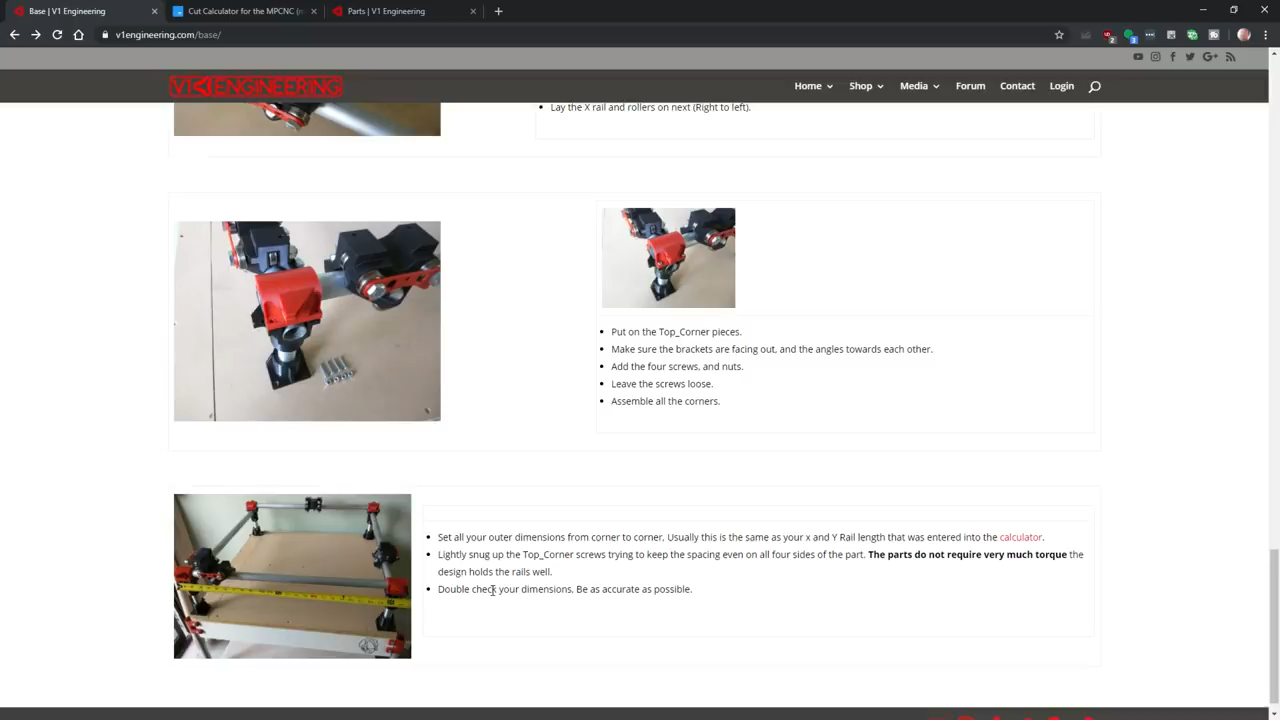 Base | V1 Engineering
Cut Calculator for the MPCNC (m
Parts | V1 Engineering
v1engineering.com/base/
V1 ENGINEERING
Home
Shop
Media
Forum
Contact
Login
Lay the X rail and rollers on next (Right to left).
Put on the Top_Corner pieces.
Make sure the brackets are facing out, and the angles towards each other.
Add the four screws, and nuts.
Leave the screws loose.
Assemble all the corners.
Set all your outer dimensions from corner to corner. Usually this is the same as your x and Y Rail length that was entered into the calculator.
Lightly snug up the Top_Corner screws trying to keep the spacing even on all four sides of the part. The parts do not require very much torque the
design holds the rails well.
Double check your dimensions. Be as accurate as possible.